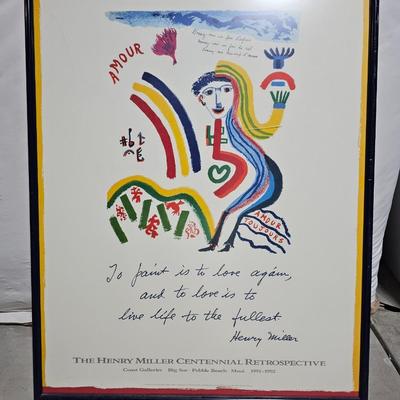 AMOUR
AMOUR
TOUJOURS
To paint is to love again,
and to love is to
live life to the fullest
Henry Miller
THE HENRY MILLER CENTENNIAL RETROSPECTIVE
Coast Galleries Big Sur Pebble Beach Maui 1991-1992